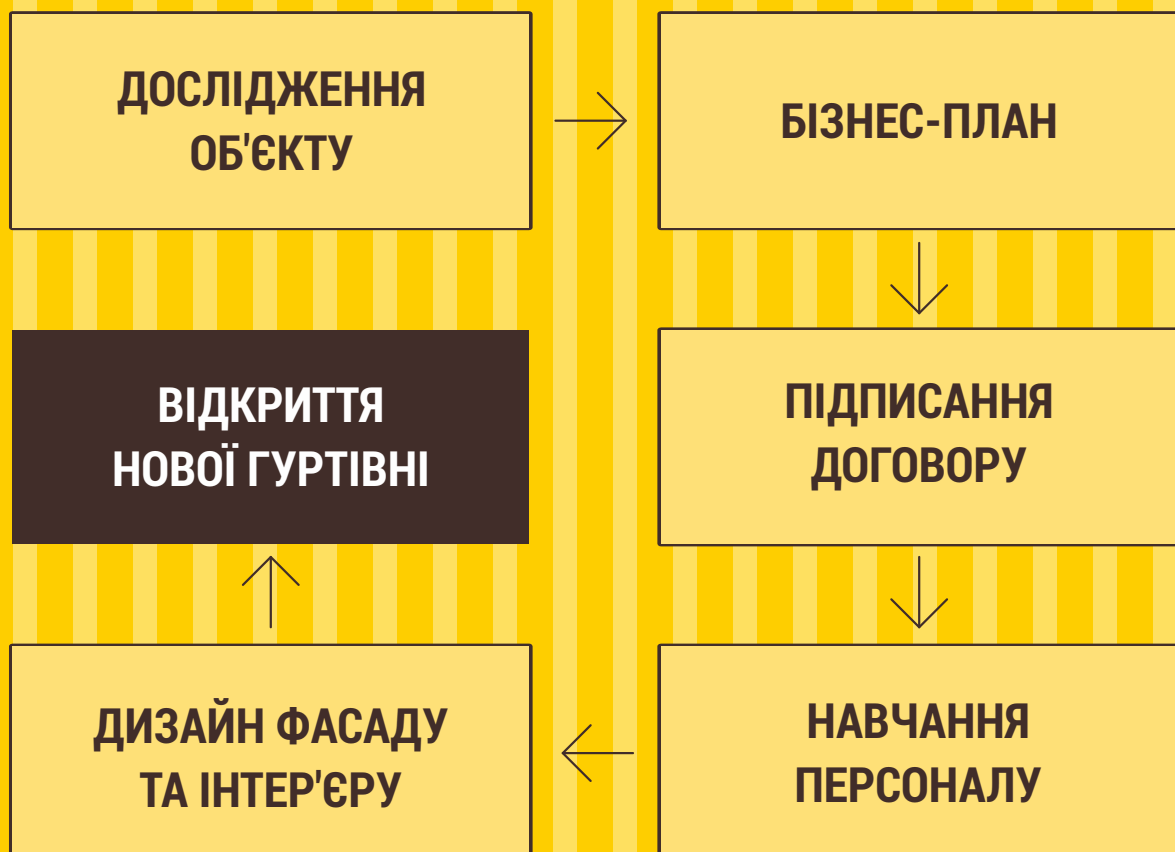 ДОСЛІДЖЕННЯ
ОБ'ЄКТУ
БІЗНЕС-ПЛАН
ПІДПИСАННЯ
ДОГОВОРУ
НАВЧАННЯ
ПЕРСОНАЛУ
ДИЗАЙН ФАСАДУ
ТА ІНТЕР'ЄРУ
ВІДКРИТТЯ
НОВОЇ ГУРТІВНІ